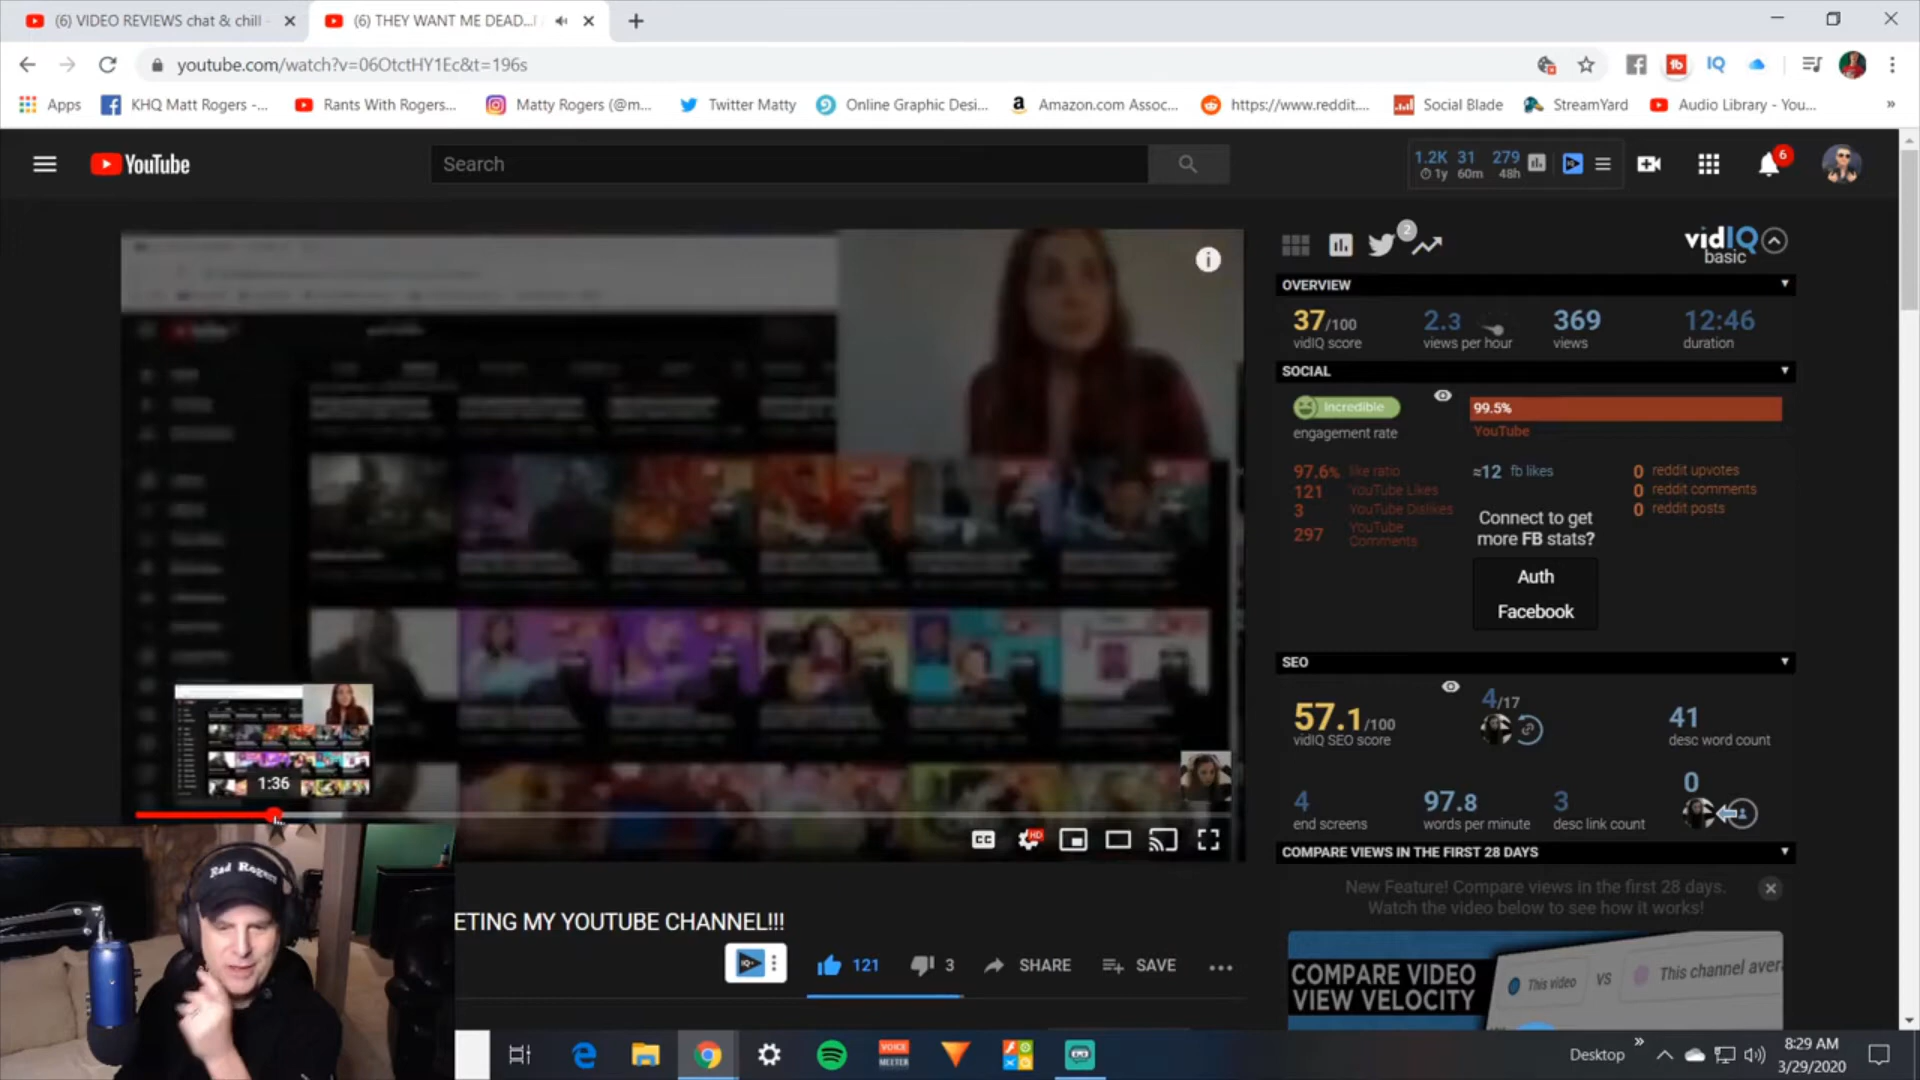 (6) VIDEO REVIEWS chat & chill -
(6) THEY WANT ME DEAD...I
youtube.com/watch?v=06OtctHY1Ec&t=196s
Apps
KHQ Matt Rogers -...
Rants With Rogers...
Matty Rogers (@m...
Twitter Matty
Online Graphic Desi...
Amazon.com Assoc...
https://www.reddit....
Social Blade
StreamYard
Audio Library - You...
»
YouTube
Search
1.2K 31 279
1y 60m 48h
6
2
vidIQ
basic
OVERVIEW
37/100 2.3 369 12:46
vidIQ score views per hour views duration
SOCIAL
Incredible
engagement rate
99.5%
YouTube
97.6% like ratio
121 YouTube Likes
3 YouTube Dislikes
297 YouTube Comments
≈12 fb likes
Connect to get
more FB stats?
Auth
Facebook
0 reddit upvotes
0 reddit comments
0 reddit posts
SEO
57.1/100
vidIQ SEO score
4/17
41
desc word count
4
end screens
97.8
words per minute
3
desc link count
0
COMPARE VIEWS IN THE FIRST 28 DAYS
New Feature! Compare views in the first 28 days.
Watch the video below to see how it works!
COMPARE VIDEO
VIEW VELOCITY
This video VS This channel aver
1:36
CC
HD
Rad Rogers
ETING MY YOUTUBE CHANNEL!!!
IQ
121 3 SHARE SAVE
VOICE
MEETER
Desktop
»
8:29 AM
3/29/2020